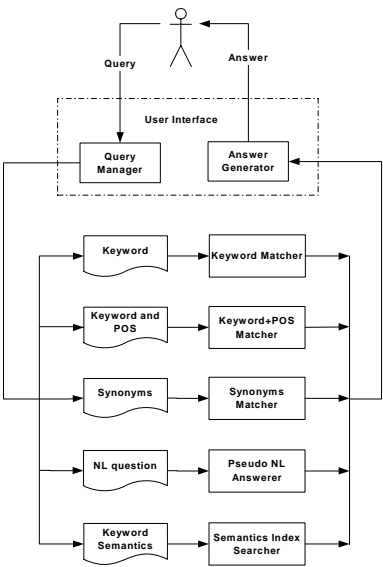 Query
Answer
User Interface
Query
Manager
Answer
Generator
Keyword
Keyword Matcher
Keyword and
POS
Keyword+POS
Matcher
Synonyms
Synonyms
Matcher
NL question
Pseudo NL
Answerer
Keyword
Semantics
Semantics Index
Searcher